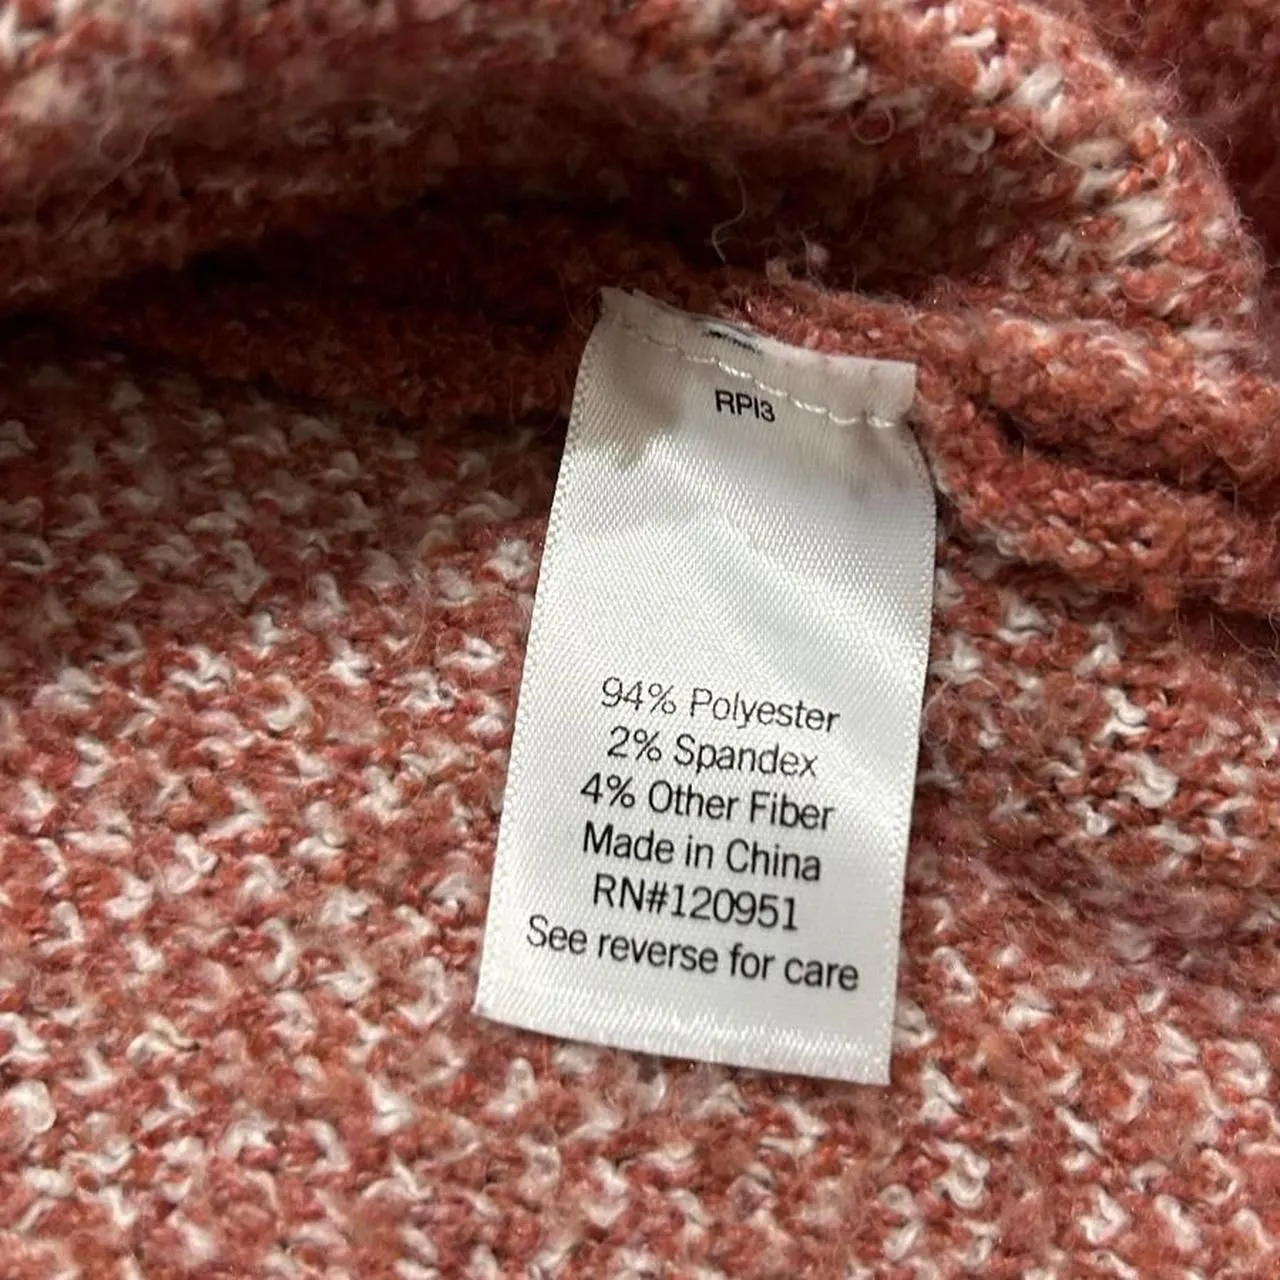 RPI3
94% Polyester
2% Spandex
4% Other Fiber
Made in China
RN#120951
See reverse for care